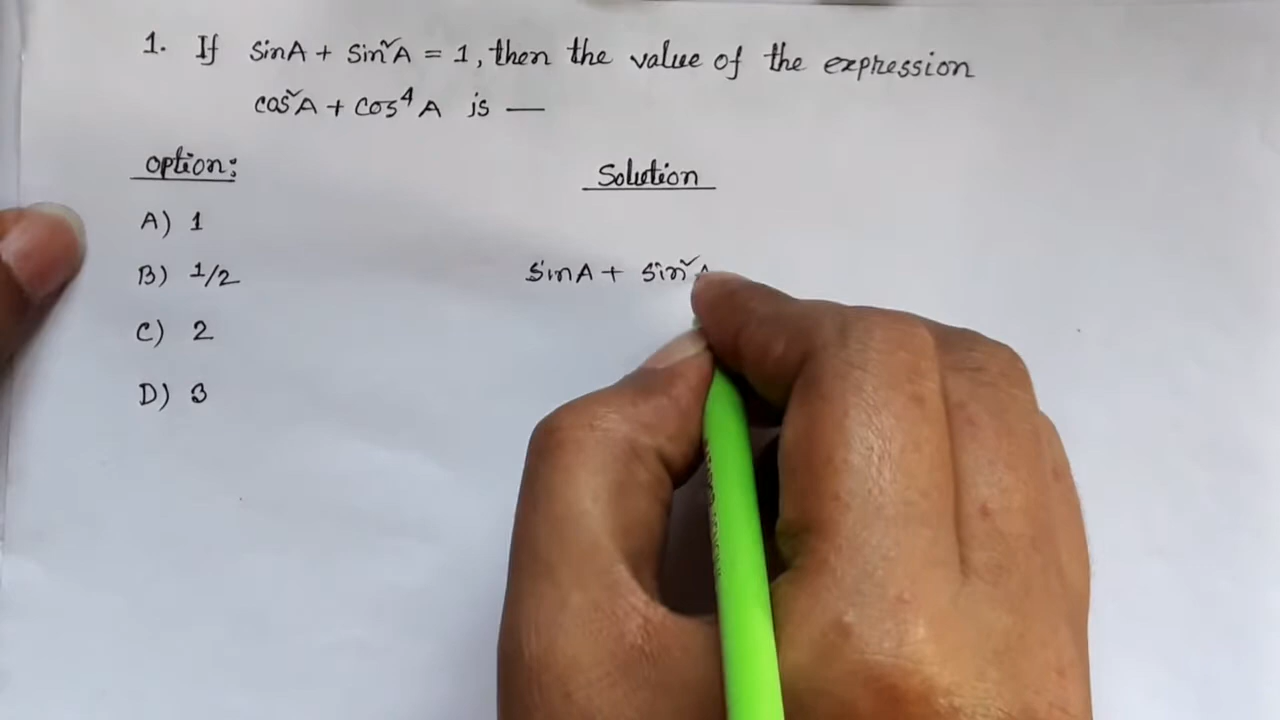 1. If sinA + sin²A = 1, then the value of the expression
cos²A + cos⁴A is —
option:
A) 1
B) 1/2
C) 2
D) 3
Solution
sinA + sin²A